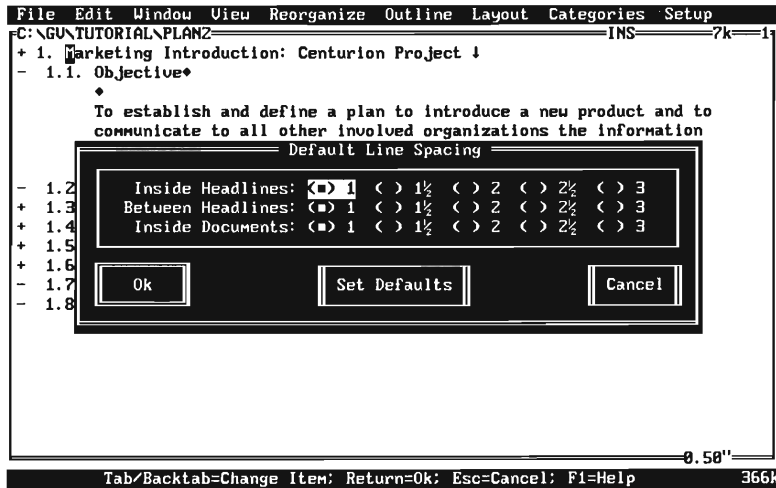 File Edit Window View Reorganize Outline Layout Categories Setup
C:\GV\TUTORIAL\PLAN2 INS 7k 1
+ 1. Marketing Introduction: Centurion Project ↓
- 1.1. Objective◆
◆
To establish and define a plan to introduce a new product and to
communicate to all other involved organizations the information
Default Line Spacing
- 1.2 Inside Headlines: (■) 1 ( ) 1½ ( ) 2 ( ) 2½ ( ) 3
+ 1.3 Between Headlines: (■) 1 ( ) 1½ ( ) 2 ( ) 2½ ( ) 3
+ 1.4 Inside Documents: (■) 1 ( ) 1½ ( ) 2 ( ) 2½ ( ) 3
+ 1.5
+ 1.6
- 1.7 Ok Set Defaults Cancel
- 1.8
0.50"
Tab/Backtab=Change Item; Return=Ok; Esc=Cancel; F1=Help 366k